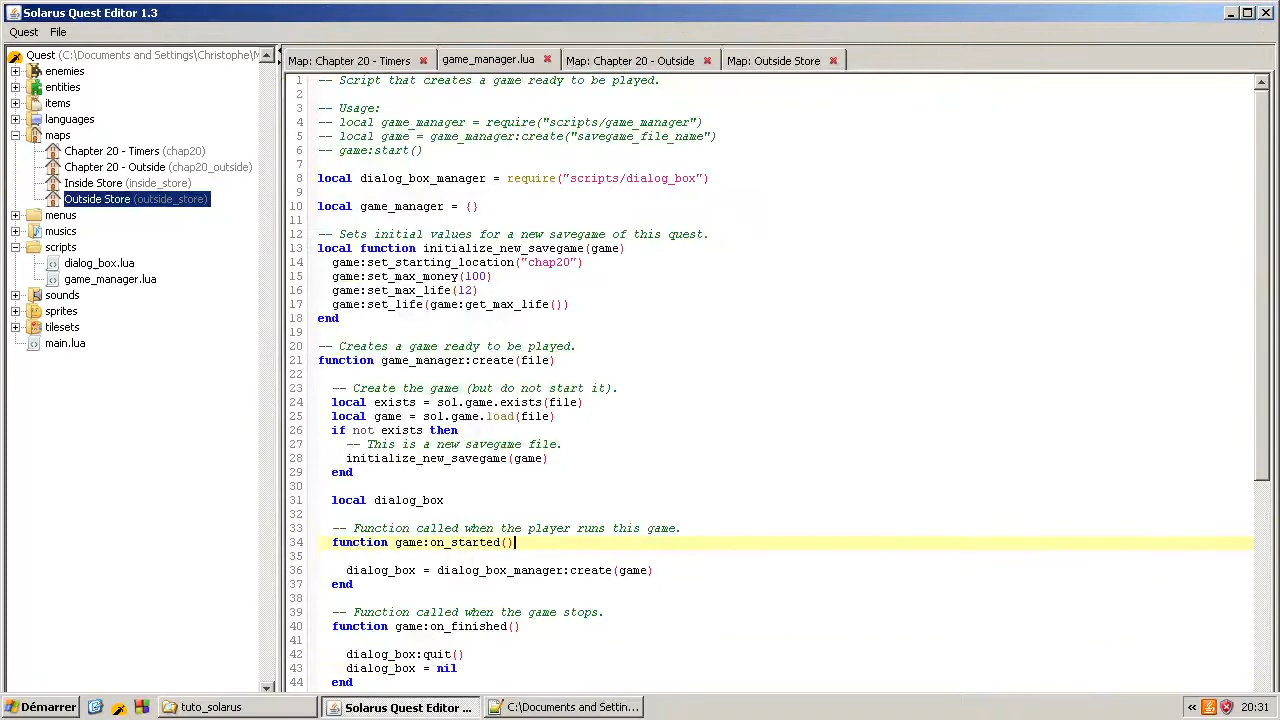 Solarus Quest Editor 1.3
Quest File
Quest (C:\Documents and Settings\Christophe\M
enemies
entities
items
languages
maps
Chapter 20 - Timers (chap20)
Chapter 20 - Outside (chap20_outside)
Inside Store (inside_store)
Outside Store (outside_store)
menus
musics
scripts
dialog_box.lua
game_manager.lua
sounds
sprites
tilesets
main.lua
Map: Chapter 20 - Timers game_manager.lua Map: Chapter 20 - Outside Map: Outside Store
1 -- Script that creates a game ready to be played.
2
3 -- Usage:
4 -- local game_manager = require("scripts/game_manager")
5 -- local game = game_manager:create("savegame_file_name")
6 -- game:start()
7
8 local dialog_box_manager = require("scripts/dialog_box")
9
10 local game_manager = {}
11
12 -- Sets initial values for a new savegame of this quest.
13 local function initialize_new_savegame(game)
14 game:set_starting_location("chap20")
15 game:set_max_money(100)
16 game:set_max_life(12)
17 game:set_life(game:get_max_life())
18 end
19
20 -- Creates a game ready to be played.
21 function game_manager:create(file)
22
23 -- Create the game (but do not start it).
24 local exists = sol.game.exists(file)
25 local game = sol.game.load(file)
26 if not exists then
27 -- This is a new savegame file.
28 initialize_new_savegame(game)
29 end
30
31 local dialog_box
32
33 -- Function called when the player runs this game.
34 function game:on_started()
35
36 dialog_box = dialog_box_manager:create(game)
37 end
38
39 -- Function called when the game stops.
40 function game:on_finished()
41
42 dialog_box:quit()
43 dialog_box = nil
44 end
Démarrer tuto_solarus Solarus Quest Editor ... C:\Documents and Settin... « 20:31